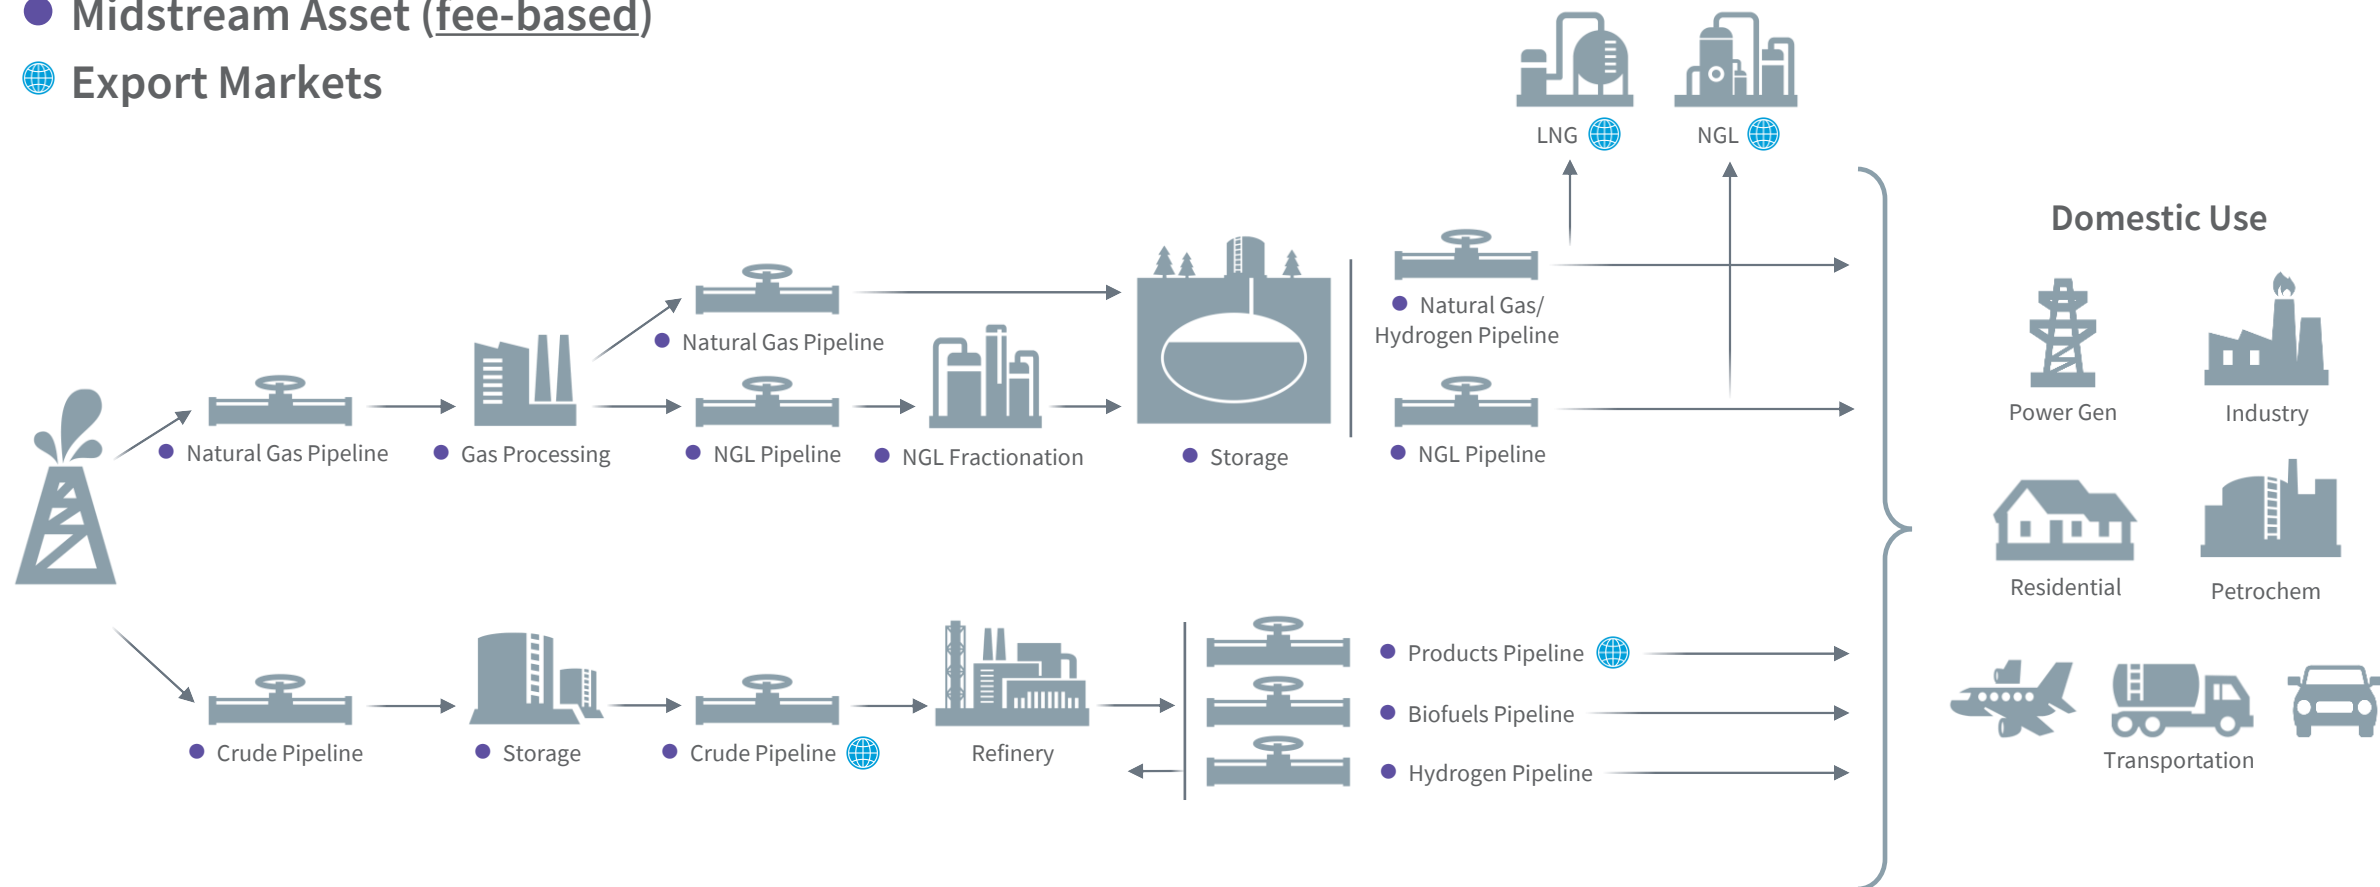 Midstream Asset (fee-based)
Export Markets
LNG
NGL
Domestic Use
Natural Gas/
Hydrogen Pipeline
Natural Gas Pipeline
Power Gen
Industry
Natural Gas Pipeline
Gas Processing
NGL Pipeline
NGL Fractionation
Storage
NGL Pipeline
Residential
Petrochem
Products Pipeline
Biofuels Pipeline
Crude Pipeline
Storage
Crude Pipeline
Refinery
Hydrogen Pipeline
Transportation